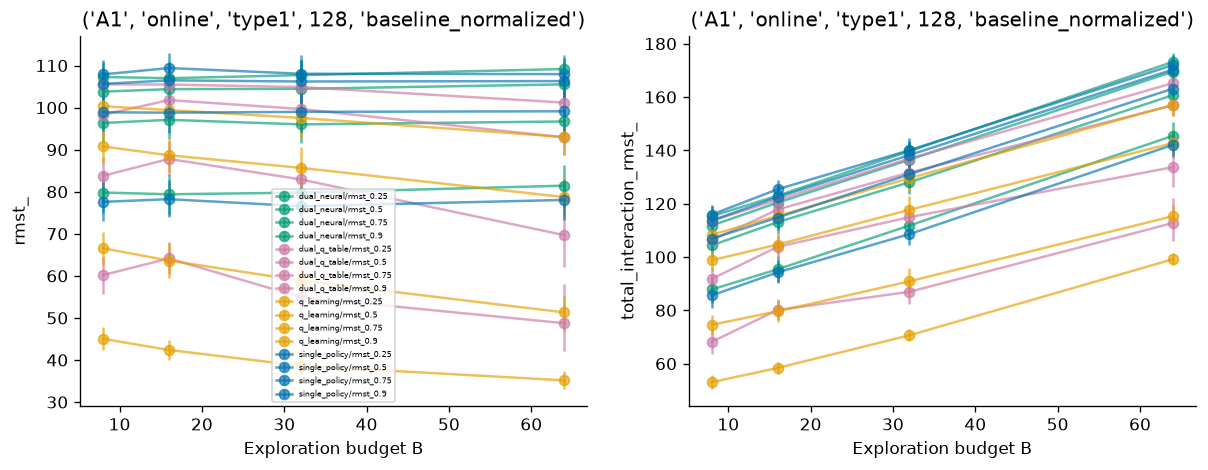 ('A1', 'online', 'type1', 128, 'baseline_normalized')
110
100
90
80
70
60
50
40
30
rmst_
10
20
30
40
50
60
Exploration budget B
dual_neural/rmst_0.25
dual_neural/rmst_0.5
dual_neural/rmst_0.75
dual_neural/rmst_0.9
dual_q_table/rmst_0.25
dual_q_table/rmst_0.5
dual_q_table/rmst_0.75
dual_q_table/rmst_0.9
q_learning/rmst_0.25
q_learning/rmst_0.5
q_learning/rmst_0.75
q_learning/rmst_0.9
single_policy/rmst_0.25
single_policy/rmst_0.5
single_policy/rmst_0.75
single_policy/rmst_0.9
('A1', 'online', 'type1', 128, 'baseline_normalized')
180
160
140
120
100
80
60
total_interaction_rmst_
10
20
30
40
50
60
Exploration budget B